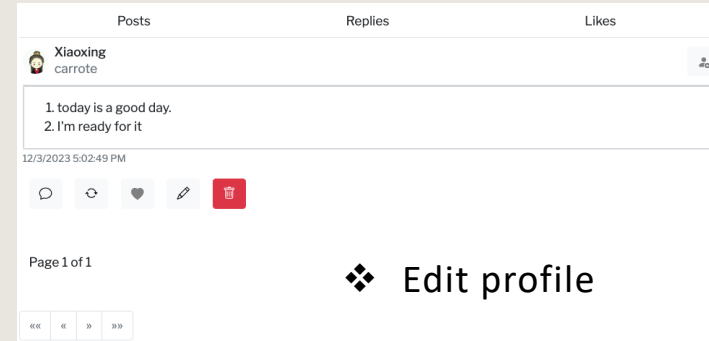 Posts Replies Likes
Xiaoxing
carrote
1. today is a good day.
2. I'm ready for it
12/3/2023 5:02:49 PM
Page 1 of 1
❖ Edit profile
«« « » »»